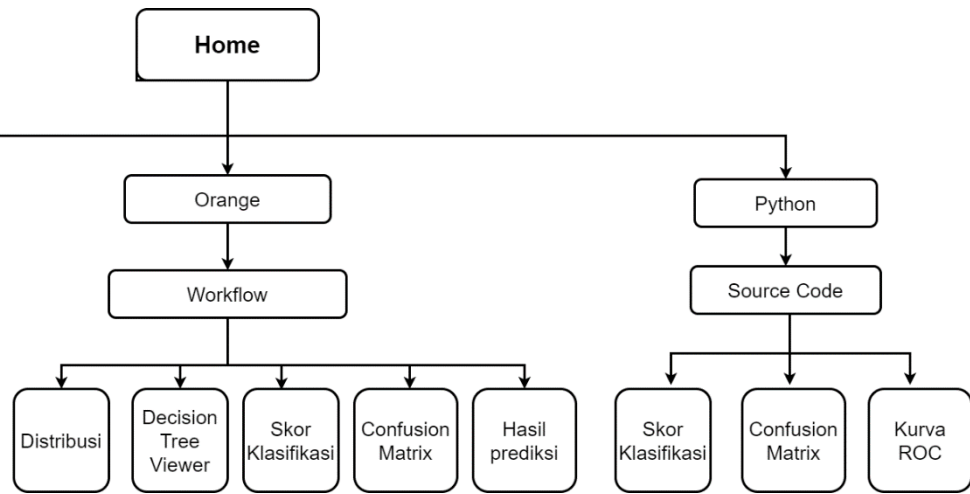 Home
Orange
Python
Workflow
Source Code
Distribusi
Decision
Tree
Viewer
Skor
Klasifikasi
Confusion
Matrix
Hasil
prediksi
Skor
Klasifikasi
Confusion
Matrix
Kurva
ROC